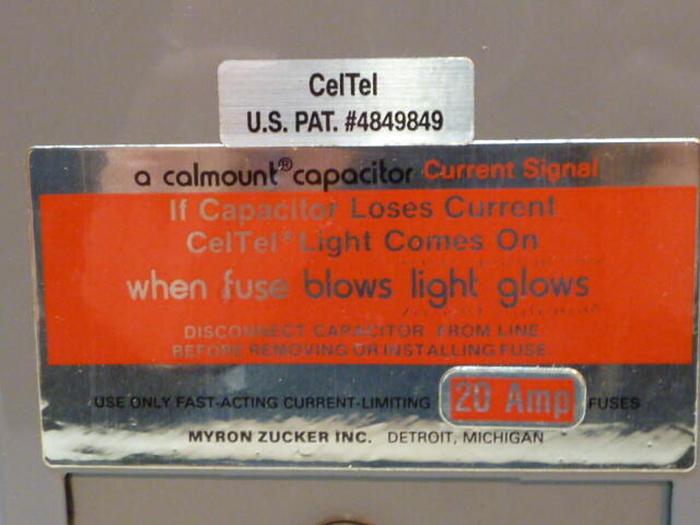 CelTel
U.S. PAT. #4849849
a calmount® capacitor Current Signal
If Capacitor Loses Current
CelTel® Light Comes On
when fuse blows light glows
DISCONNECT CAPACITOR FROM LINE
BEFORE REMOVING OR INSTALLING FUSE
USE ONLY FAST-ACTING CURRENT-LIMITING 20 Amp FUSES
MYRON ZUCKER INC. DETROIT, MICHIGAN